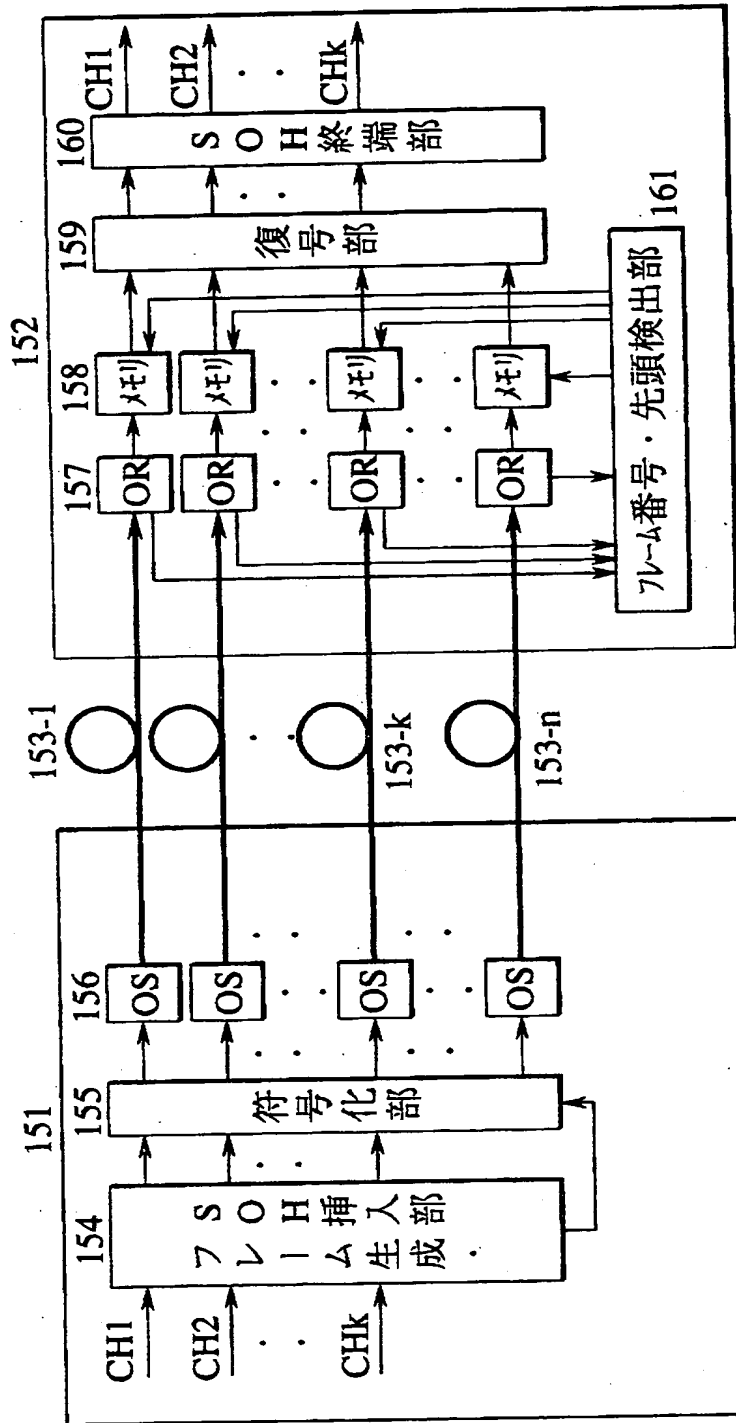 151
154
CH1
CH2
CHk
フレーム生成・
SOH挿入部
155
符号化部
156
OS
OS
OS
OS
153-1
153-k
153-n
152
157
OR
OR
OR
OR
158
メモリ
メモリ
メモリ
メモリ
159
復号部
160
SOH終端部
CH1
CH2
CHk
フレーム番号・先頭検出部
161